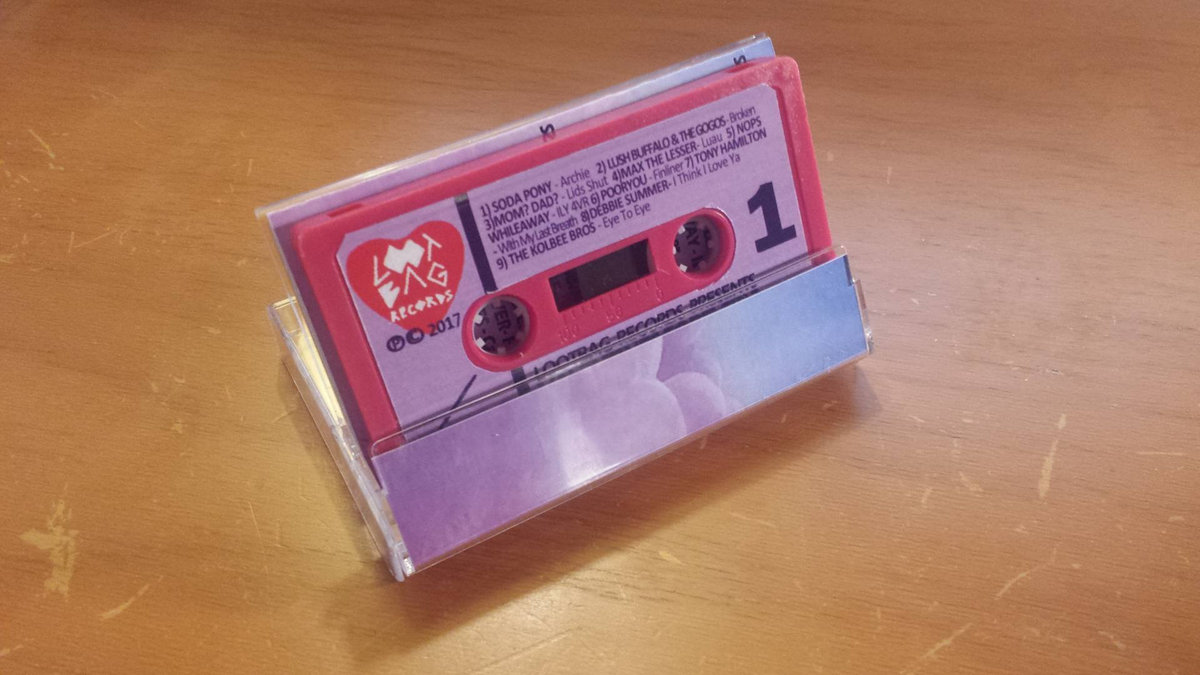 1) SODA PONY - Archie 2) LUSH BUFFALO & THE GOGOS - Broken
3)MOM? DAD? - Lids Shut 4)MAX THE LESSER- Luau 5) NOPS
WHILEAWAY - ILY 4VR 6)POORYOU - Finliner 7)TONY HAMILTON
- With My Last Breath 8)DEBBIE SUMMER- I Think I Love Ya
9) THE KOLBEE BROS - Eye To Eye
1
LOOT
BAG
RECORDS
℗© 2017
LOOTBAG RECORDS PRESENTS